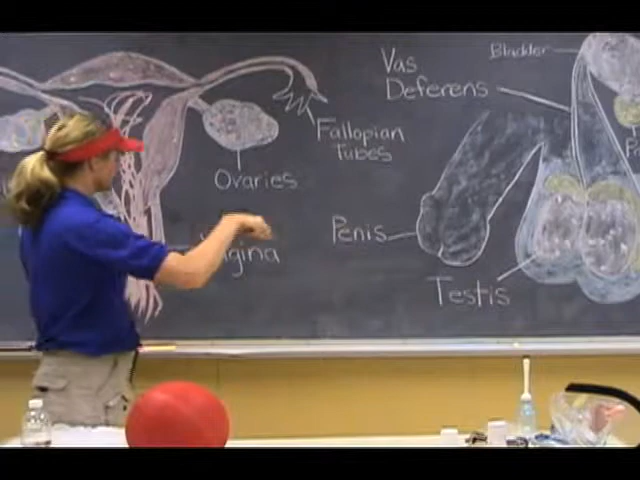 Vas
Deferens
Bladder
Fallopian
Tubes
Ovaries
Penis
Testis